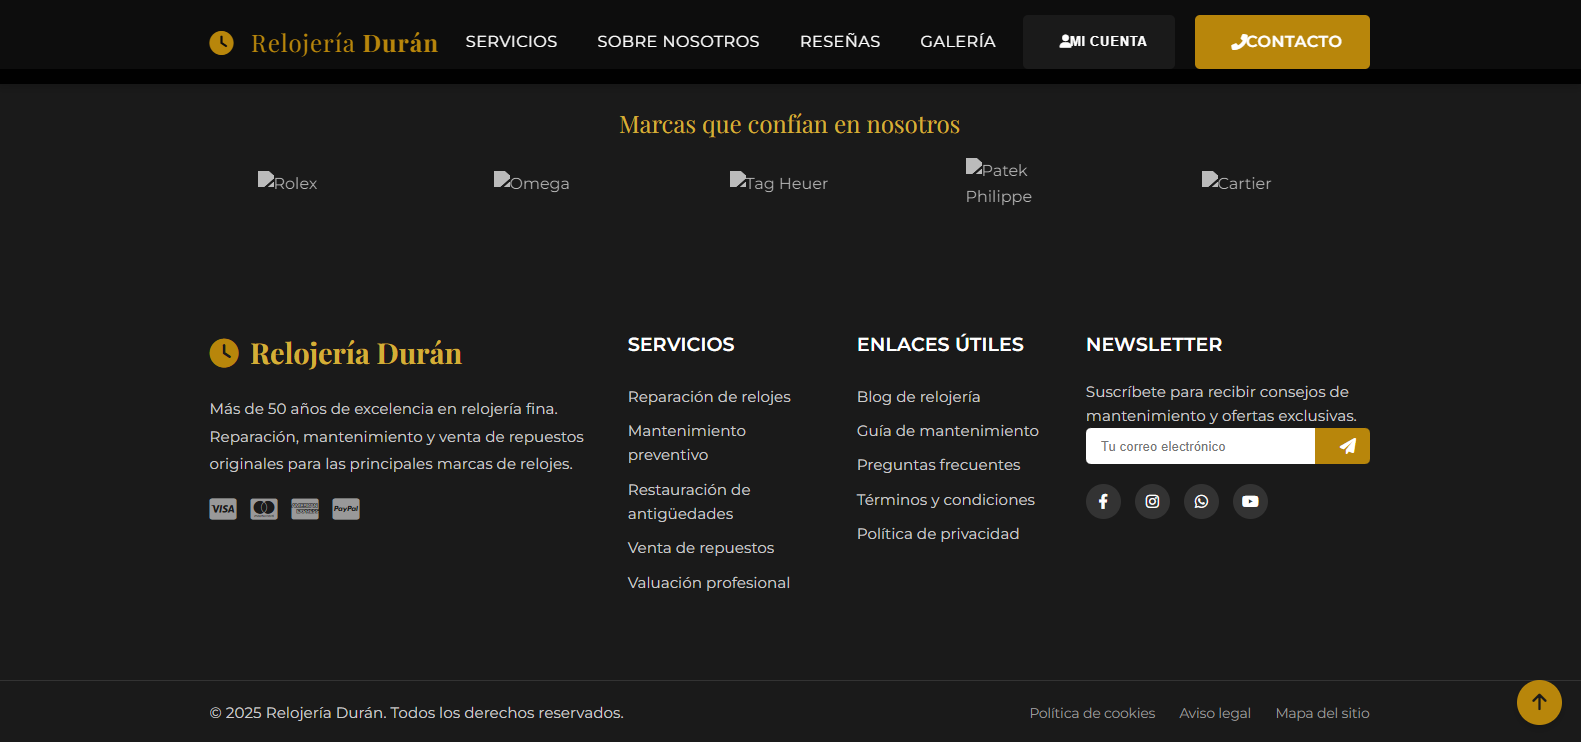 Relojería Durán SERVICIOS SOBRE NOSOTROS RESEÑAS GALERÍA MI CUENTA CONTACTO
Marcas que confían en nosotros
Rolex
Omega
Tag Heuer
Patek
Philippe
Cartier
Relojería Durán
Más de 50 años de excelencia en relojería fina.
Reparación, mantenimiento y venta de repuestos
originales para las principales marcas de relojes.
VISA
PayPal
SERVICIOS
Reparación de relojes
Mantenimiento
preventivo
Restauración de
antigüedades
Venta de repuestos
Valuación profesional
ENLACES ÚTILES
Blog de relojería
Guía de mantenimiento
Preguntas frecuentes
Términos y condiciones
Política de privacidad
NEWSLETTER
Suscríbete para recibir consejos de
mantenimiento y ofertas exclusivas.
Tu correo electrónico
© 2025 Relojería Durán. Todos los derechos reservados.
Política de cookies Aviso legal Mapa del sitio